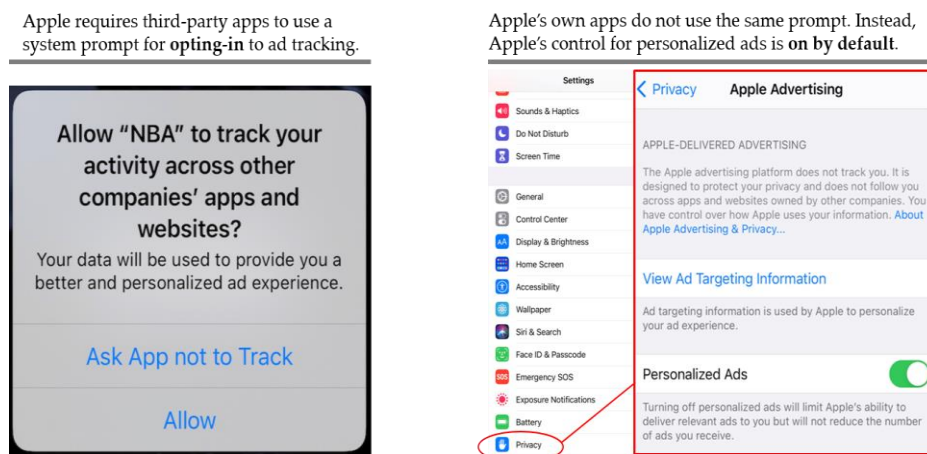 Apple requires third-party apps to use a
system prompt for opting-in to ad tracking.
Allow “NBA” to track your
activity across other
companies’ apps and
websites?
Your data will be used to provide you a
better and personalized ad experience.
Ask App not to Track
Allow
Apple’s own apps do not use the same prompt. Instead,
Apple’s control for personalized ads is on by default.
Settings
Sounds & Haptics
Do Not Disturb
Screen Time
General
Control Center
AA Display & Brightness
Home Screen
Accessibility
Wallpaper
Siri & Search
Face ID & Passcode
SOS Emergency SOS
Exposure Notifications
Battery
Privacy
Privacy Apple Advertising
APPLE-DELIVERED ADVERTISING
The Apple advertising platform does not track you. It is
designed to protect your privacy and does not follow you
across apps and websites owned by other companies. You
have control over how Apple uses your information. About
Apple Advertising & Privacy...
View Ad Targeting Information
Ad targeting information is used by Apple to personalize
your ad experience.
Personalized Ads
Turning off personalized ads will limit Apple’s ability to
deliver relevant ads to you but will not reduce the number
of ads you receive.